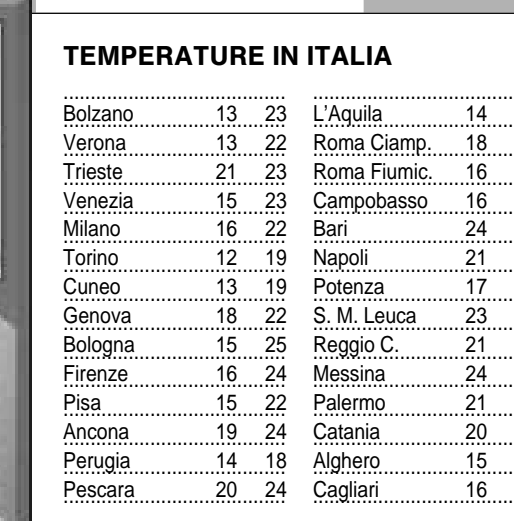 TEMPERATURE IN ITALIA
Bolzano 13 23 L'Aquila 14
Verona 13 22 Roma Ciamp. 18
Trieste 21 23 Roma Fiumic. 16
Venezia 15 23 Campobasso 16
Milano 16 22 Bari 24
Torino 12 19 Napoli 21
Cuneo 13 19 Potenza 17
Genova 18 22 S. M. Leuca 23
Bologna 15 25 Reggio C. 21
Firenze 16 24 Messina 24
Pisa 15 22 Palermo 21
Ancona 19 24 Catania 20
Perugia 14 18 Alghero 15
Pescara 20 24 Cagliari 16